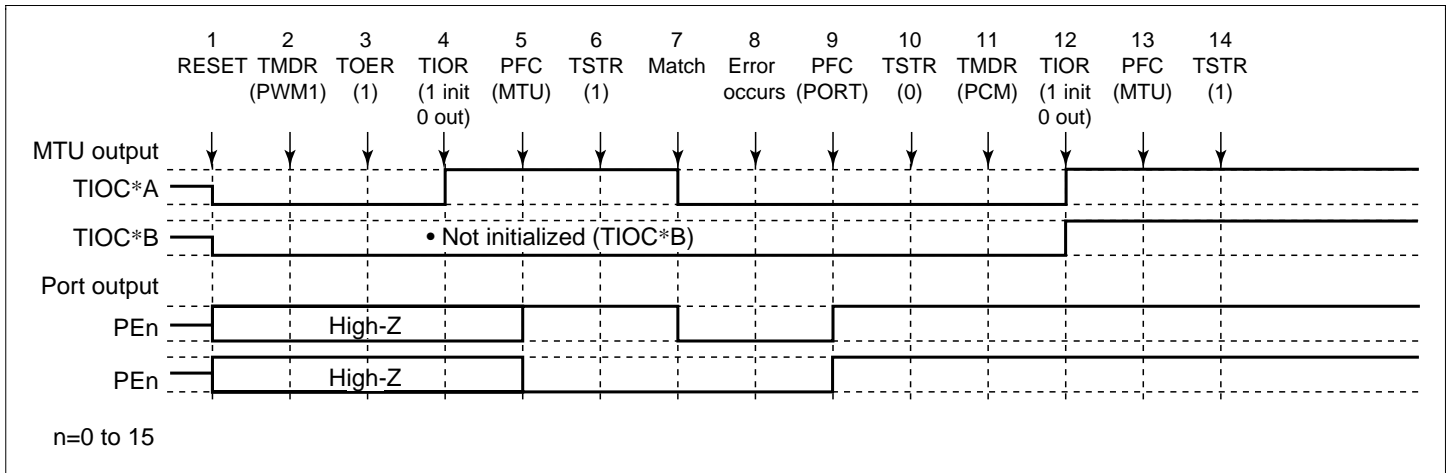 1 2 3 4 5 6 7 8 9 10 11 12 13 14
RESET TMDR TOER TIOR PFC TSTR Match Error PFC TSTR TMDR TIOR PFC TSTR
(PWM1) (1) (1 init (MTU) (1) occurs (PORT) (0) (PCM) (1 init (MTU) (1)
0 out) 0 out)
MTU output
TIOC*A
TIOC*B • Not initialized (TIOC*B)
Port output
PEn High-Z
PEn High-Z
n=0 to 15